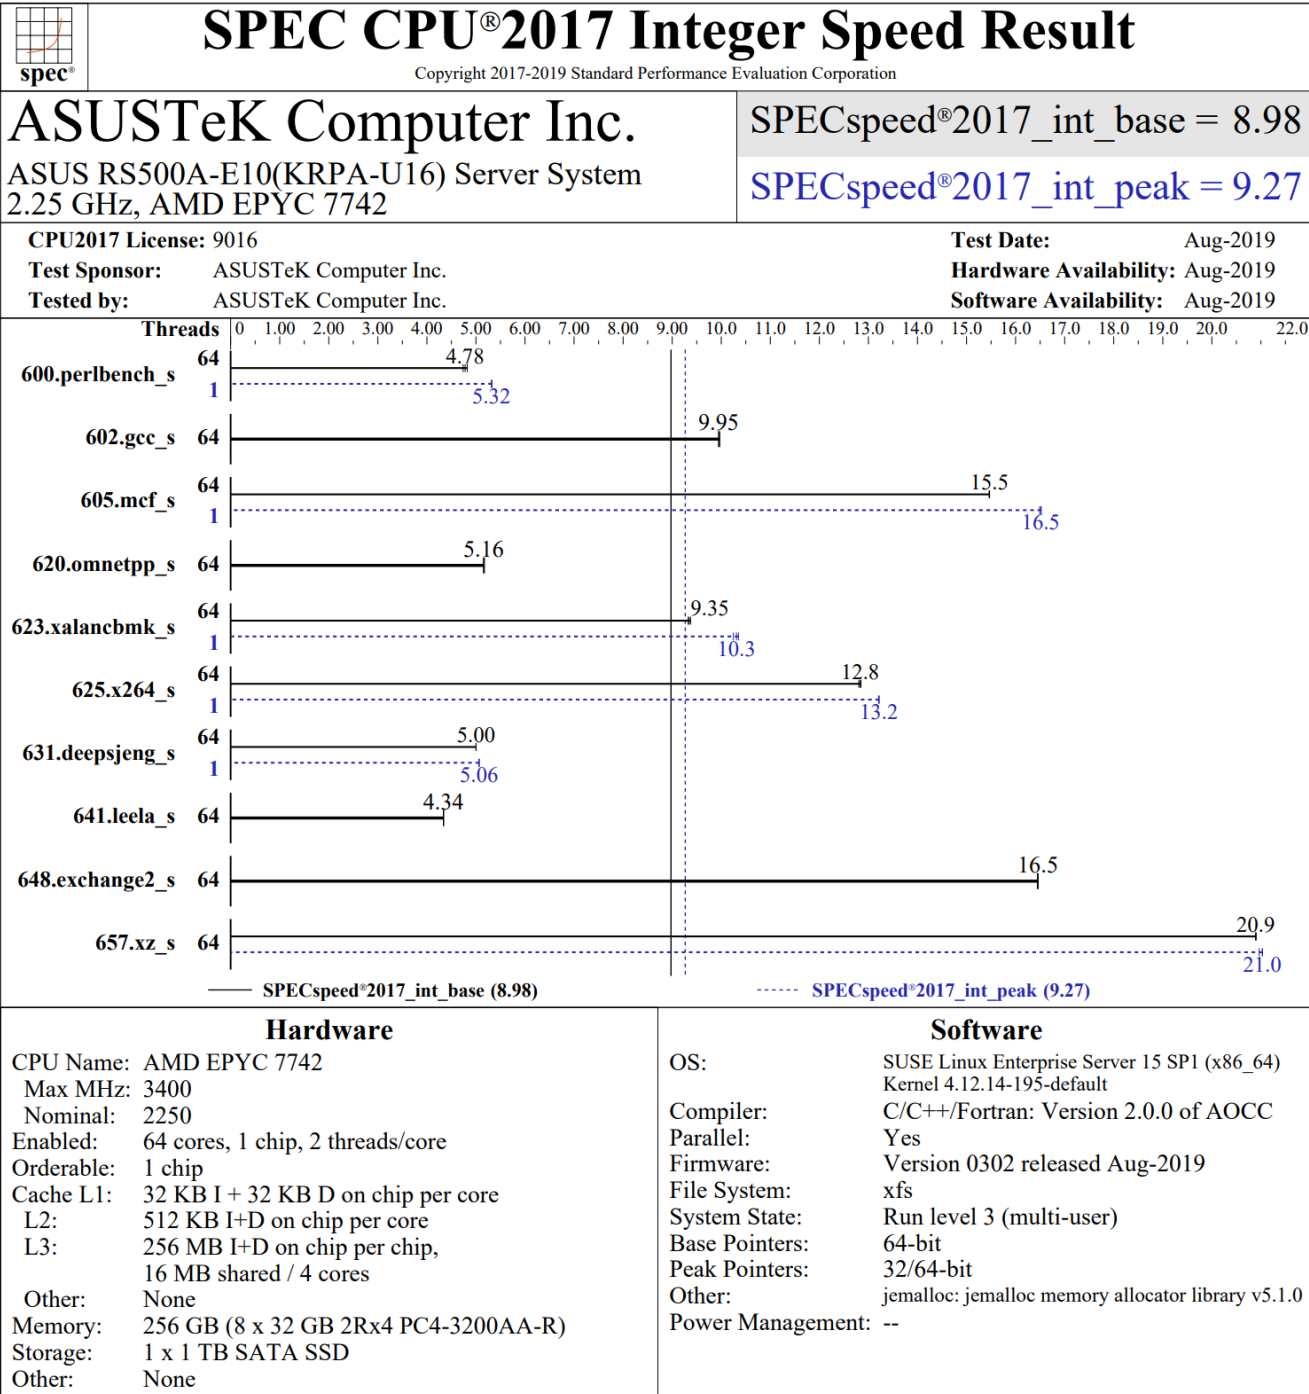 spec®
SPEC CPU®2017 Integer Speed Result
Copyright 2017-2019 Standard Performance Evaluation Corporation
ASUSTeK Computer Inc.
ASUS RS500A-E10(KRPA-U16) Server System
2.25 GHz, AMD EPYC 7742
SPECspeed®2017_int_base = 8.98
SPECspeed®2017_int_peak = 9.27
CPU2017 License: 9016
Test Sponsor: ASUSTeK Computer Inc.
Tested by: ASUSTeK Computer Inc.
Test Date: Aug-2019
Hardware Availability: Aug-2019
Software Availability: Aug-2019
Threads 0 1.00 2.00 3.00 4.00 5.00 6.00 7.00 8.00 9.00 10.0 11.0 12.0 13.0 14.0 15.0 16.0 17.0 18.0 19.0 20.0 22.0
600.perlbench_s 64 4.78
1 5.32
602.gcc_s 64 9.95
605.mcf_s 64 15.5
1 16.5
620.omnetpp_s 64 5.16
623.xalancbmk_s 64 9.35
1 10.3
625.x264_s 64 12.8
1 13.2
631.deepsjeng_s 64 5.00
1 5.06
641.leela_s 64 4.34
648.exchange2_s 64 16.5
657.xz_s 64 20.9
21.0
SPECspeed®2017_int_base (8.98)
SPECspeed®2017_int_peak (9.27)
Hardware
CPU Name: AMD EPYC 7742
Max MHz: 3400
Nominal: 2250
Enabled: 64 cores, 1 chip, 2 threads/core
Orderable: 1 chip
Cache L1: 32 KB I + 32 KB D on chip per core
L2: 512 KB I+D on chip per core
L3: 256 MB I+D on chip per chip,
16 MB shared / 4 cores
Other: None
Memory: 256 GB (8 x 32 GB 2Rx4 PC4-3200AA-R)
Storage: 1 x 1 TB SATA SSD
Other: None
Software
OS: SUSE Linux Enterprise Server 15 SP1 (x86_64)
Kernel 4.12.14-195-default
Compiler: C/C++/Fortran: Version 2.0.0 of AOCC
Parallel: Yes
Firmware: Version 0302 released Aug-2019
File System: xfs
System State: Run level 3 (multi-user)
Base Pointers: 64-bit
Peak Pointers: 32/64-bit
Other: jemalloc: jemalloc memory allocator library v5.1.0
Power Management: --